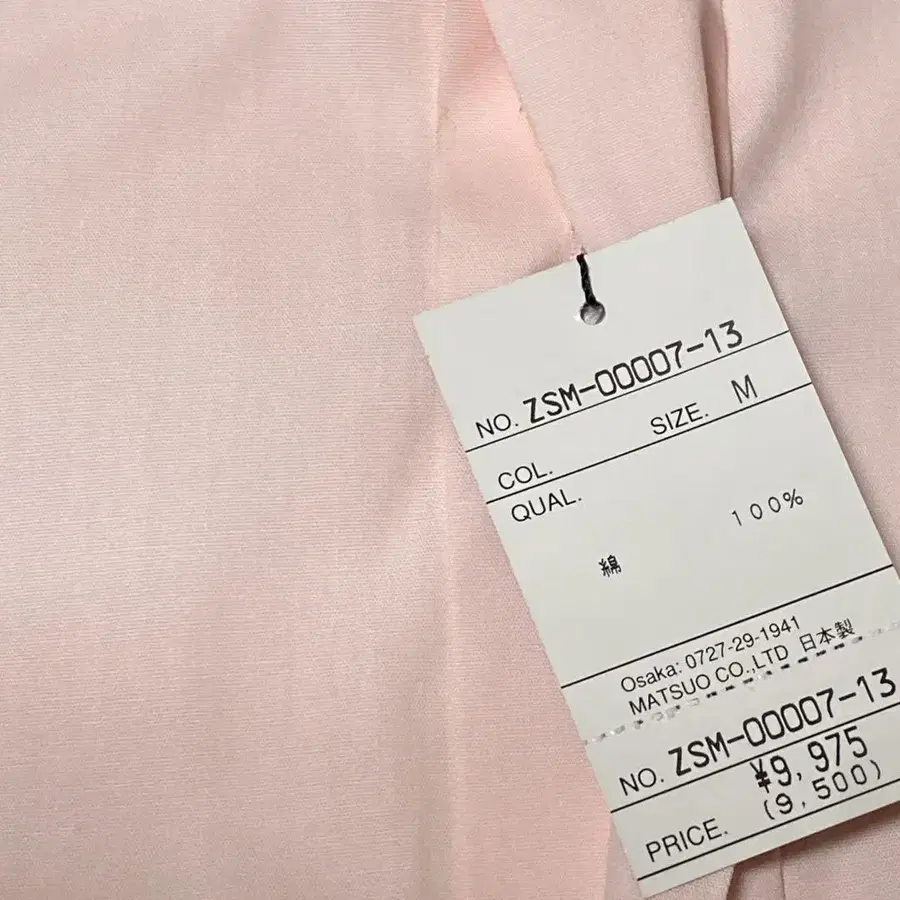 NO. ZSM-00007-13
SIZE. M
COL.
QUAL.
100%
綿
Osaka: 0727-29-1941
MATSUO CO.,LTD 日本製
NO. ZSM-00007-13
¥9,975
(9,500)
PRICE.